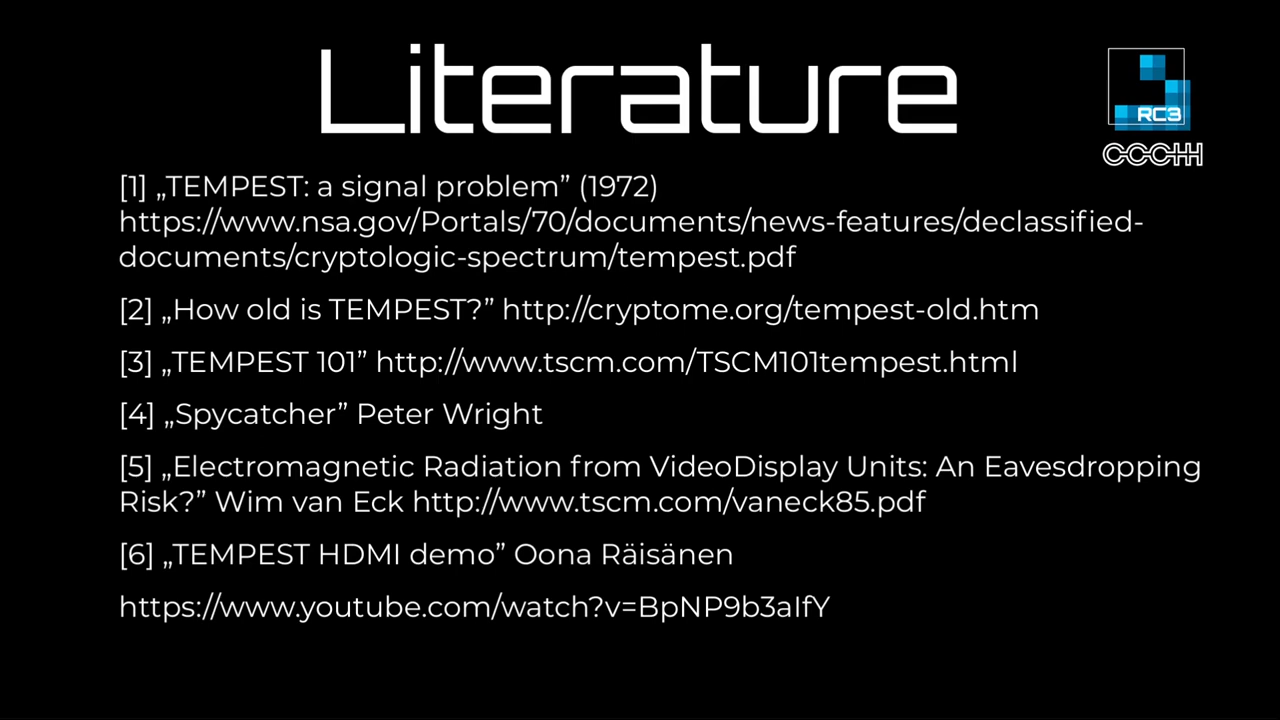 Literature
RC3
CCCHH
[1] „TEMPEST: a signal problem” (1972)
https://www.nsa.gov/Portals/70/documents/news-features/declassified-
documents/cryptologic-spectrum/tempest.pdf
[2] „How old is TEMPEST?” http://cryptome.org/tempest-old.htm
[3] „TEMPEST 101” http://www.tscm.com/TSCM101tempest.html
[4] „Spycatcher” Peter Wright
[5] „Electromagnetic Radiation from VideoDisplay Units: An Eavesdropping
Risk?” Wim van Eck http://www.tscm.com/vaneck85.pdf
[6] „TEMPEST HDMI demo” Oona Räisänen
https://www.youtube.com/watch?v=BpNP9b3aIfY